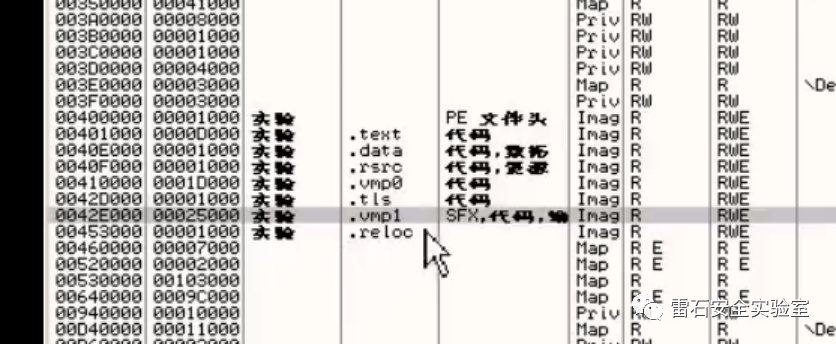 00350000 00041000 Map R R
003A0000 00008000 Priv RW RW
003B0000 00001000 Priv RW RW
003C0000 00001000 Priv RW RW
003D0000 00004000 Priv RW RW
003E0000 00003000 Map R R \De
003F0000 00003000 Priv RW RW
00400000 00001000 实验 PE 文件头 Imag R RWE
00401000 0000D000 实验 .text 代码 Imag R RWE
0040E000 00001000 实验 .data 代码,数据 Imag R RWE
0040F000 00001000 实验 .rsrc 代码,资源 Imag R RWE
00410000 0001D000 实验 .vmp0 代码 Imag R RWE
0042D000 00001000 实验 .tls 代码 Imag R RWE
0042E000 00025000 实验 .vmp1 SFX,代码,输 Imag R RWE
00453000 00001000 实验 .reloc Imag R RWE
00460000 00007000 Map R E R E
00520000 00002000 Map R E R E
00530000 00103000 Map R R
00640000 0009C000 Map R E R E
00940000 00010000 Priv RW
00D40000 00011000 Map R R \De
雷石安全实验室